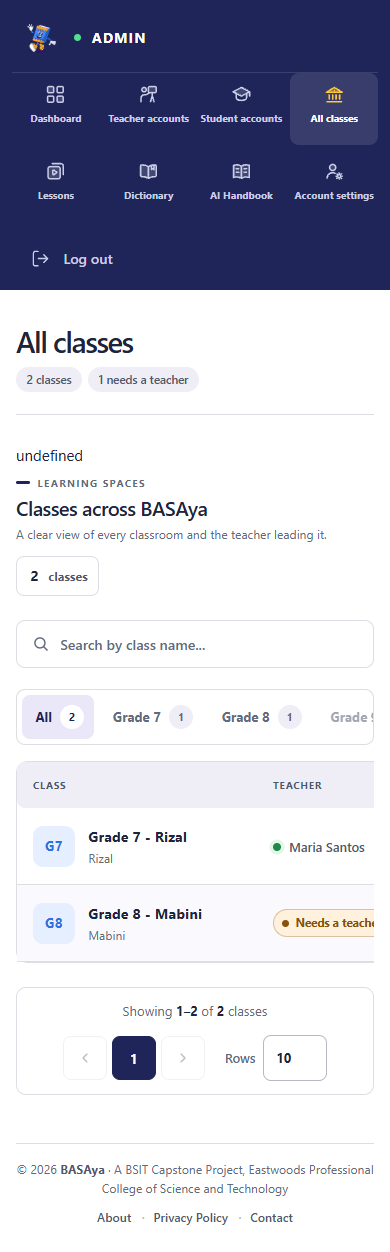 ADMIN
Dashboard
Teacher accounts
Student accounts
All classes
Lessons
Dictionary
AI Handbook
Account settings
Log out
All classes
2 classes
1 needs a teacher
undefined
LEARNING SPACES
Classes across BASAya
A clear view of every classroom and the teacher leading it.
2 classes
Search by class name...
All 2
Grade 7 1
Grade 8 1
Grade 9
CLASS TEACHER
G7
Grade 7 - Rizal
Rizal
Maria Santos
G8
Grade 8 - Mabini
Mabini
Needs a teache
Showing 1–2 of 2 classes
1
Rows 10
© 2026 BASAya · A BSIT Capstone Project, Eastwoods Professional
College of Science and Technology
About · Privacy Policy · Contact